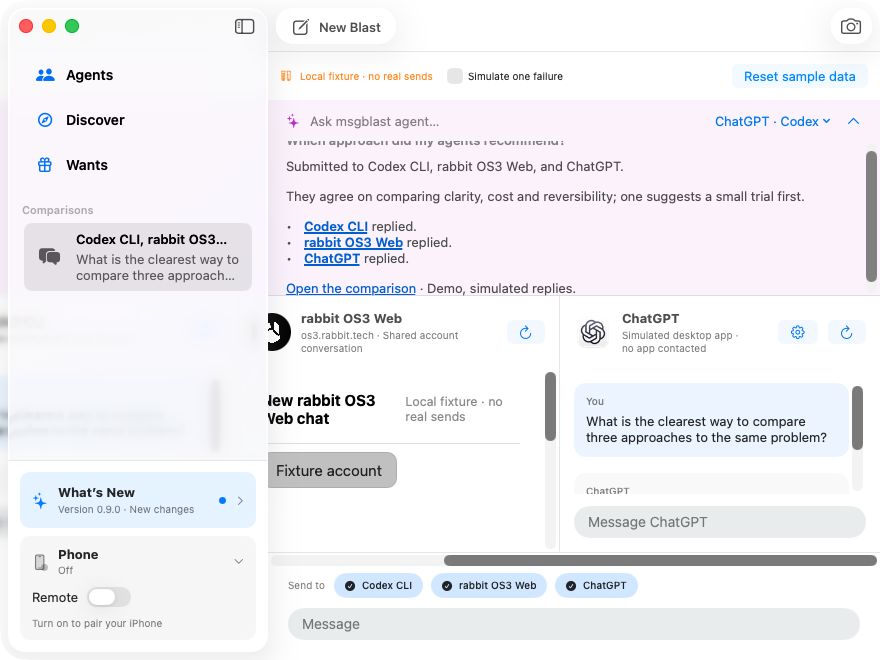 New Blast
Agents
Discover
Wants
Comparisons
Codex CLI, rabbit OS3...
What is the clearest way to
compare three approach...
What's New
Version 0.9.0 · New changes
Phone
Off
Remote
Turn on to pair your iPhone
Local fixture · no real sends
Simulate one failure
Reset sample data
Ask msgblast agent...
ChatGPT · Codex
Which approach did my agents recommend?
Submitted to Codex CLI, rabbit OS3 Web, and ChatGPT.
They agree on comparing clarity, cost and reversibility; one suggests a small trial first.
• Codex CLI replied.
• rabbit OS3 Web replied.
• ChatGPT replied.
Open the comparison · Demo, simulated replies.
rabbit OS3 Web
os3.rabbit.tech · Shared account
conversation
New rabbit OS3
Web chat
Local fixture · no
real sends
Fixture account
ChatGPT
Simulated desktop app ·
no app contacted
You
What is the clearest way to compare
three approaches to the same problem?
ChatGPT
Message ChatGPT
Send to
Codex CLI
rabbit OS3 Web
ChatGPT
Message